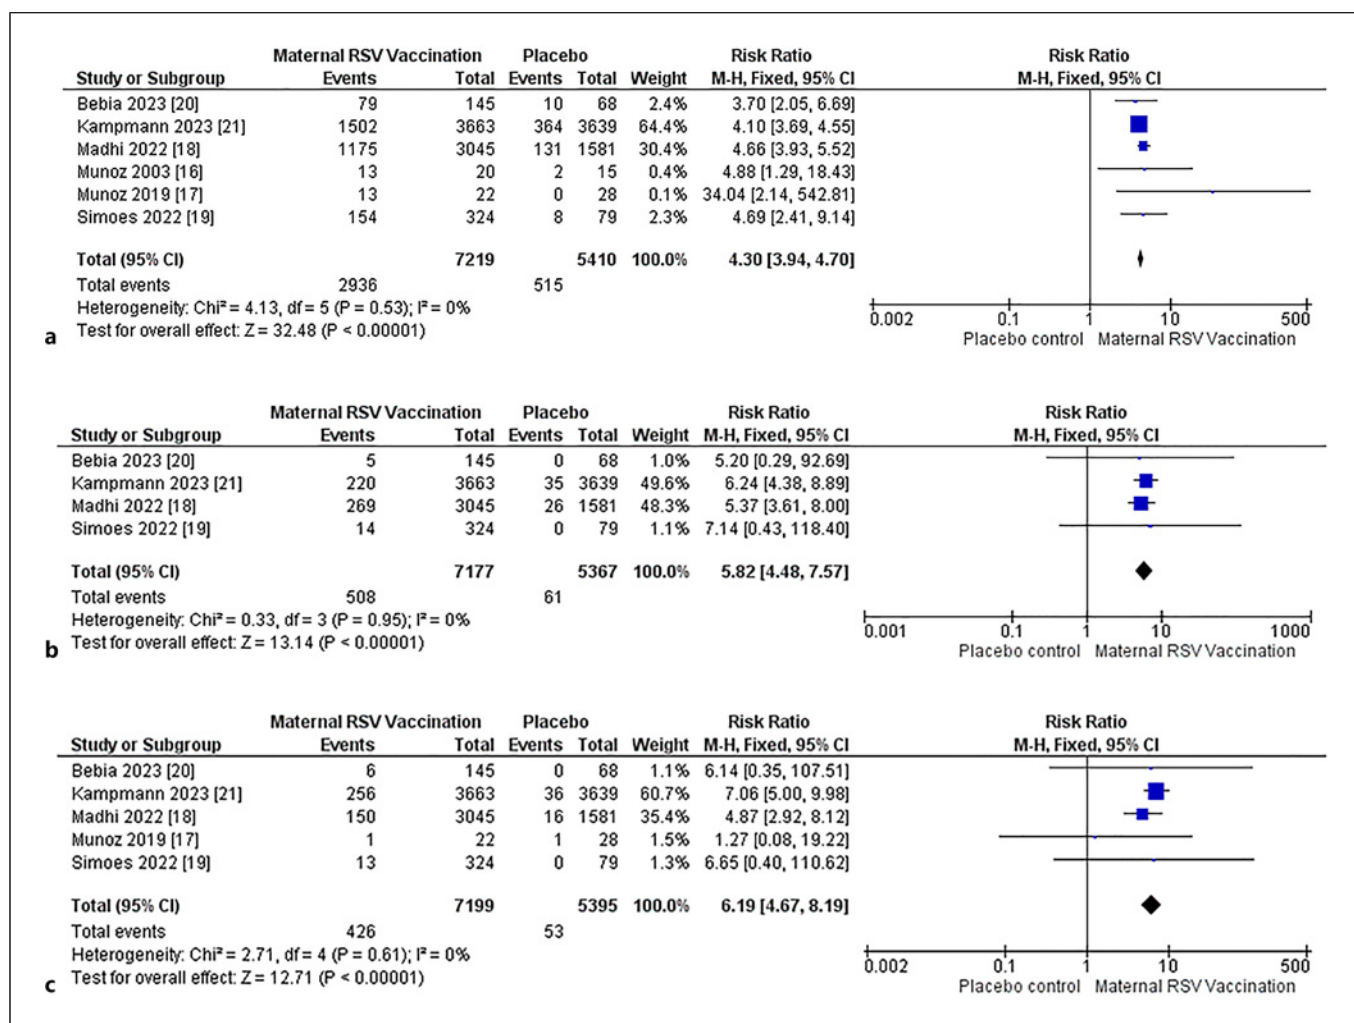 Maternal RSV Vaccination Placebo Risk Ratio Risk Ratio
Study or Subgroup Events Total Events Total Weight M-H, Fixed, 95% CI M-H, Fixed, 95% CI
Bebia 2023 [20] 79 145 10 68 2.4% 3.70 [2.05, 6.69]
Kampmann 2023 [21] 1502 3663 364 3639 64.4% 4.10 [3.69, 4.55]
Madhi 2022 [18] 1175 3045 131 1581 30.4% 4.66 [3.93, 5.52]
Munoz 2003 [16] 13 20 2 15 0.4% 4.88 [1.29, 18.43]
Munoz 2019 [17] 13 22 0 28 0.1% 34.04 [2.14, 542.81]
Simoes 2022 [19] 154 324 8 79 2.3% 4.69 [2.41, 9.14]
Total (95% CI) 7219 5410 100.0% 4.30 [3.94, 4.70]
Total events 2936 515
Heterogeneity: Chi² = 4.13, df = 5 (P = 0.53); I² = 0%
Test for overall effect: Z = 32.48 (P < 0.00001)
0.002 0.1 1 10 500
Placebo control Maternal RSV Vaccination
a
Maternal RSV Vaccination Placebo Risk Ratio Risk Ratio
Study or Subgroup Events Total Events Total Weight M-H, Fixed, 95% CI M-H, Fixed, 95% CI
Bebia 2023 [20] 5 145 0 68 1.0% 5.20 [0.29, 92.69]
Kampmann 2023 [21] 220 3663 35 3639 49.6% 6.24 [4.38, 8.89]
Madhi 2022 [18] 269 3045 26 1581 48.3% 5.37 [3.61, 8.00]
Simoes 2022 [19] 14 324 0 79 1.1% 7.14 [0.43, 118.40]
Total (95% CI) 7177 5367 100.0% 5.82 [4.48, 7.57]
Total events 508 61
Heterogeneity: Chi² = 0.33, df = 3 (P = 0.95); I² = 0%
Test for overall effect: Z = 13.14 (P < 0.00001)
0.001 0.1 1 10 1000
Placebo control Maternal RSV Vaccination
b
Maternal RSV Vaccination Placebo Risk Ratio Risk Ratio
Study or Subgroup Events Total Events Total Weight M-H, Fixed, 95% CI M-H, Fixed, 95% CI
Bebia 2023 [20] 6 145 0 68 1.1% 6.14 [0.35, 107.51]
Kampmann 2023 [21] 256 3663 36 3639 60.7% 7.06 [5.00, 9.98]
Madhi 2022 [18] 150 3045 16 1581 35.4% 4.87 [2.92, 8.12]
Munoz 2019 [17] 1 22 1 28 1.5% 1.27 [0.08, 19.22]
Simoes 2022 [19] 13 324 0 79 1.3% 6.65 [0.40, 110.62]
Total (95% CI) 7199 5395 100.0% 6.19 [4.67, 8.19]
Total events 426 53
Heterogeneity: Chi² = 2.71, df = 4 (P = 0.61); I² = 0%
Test for overall effect: Z = 12.71 (P < 0.00001)
0.002 0.1 1 10 500
Placebo control Maternal RSV Vaccination
c